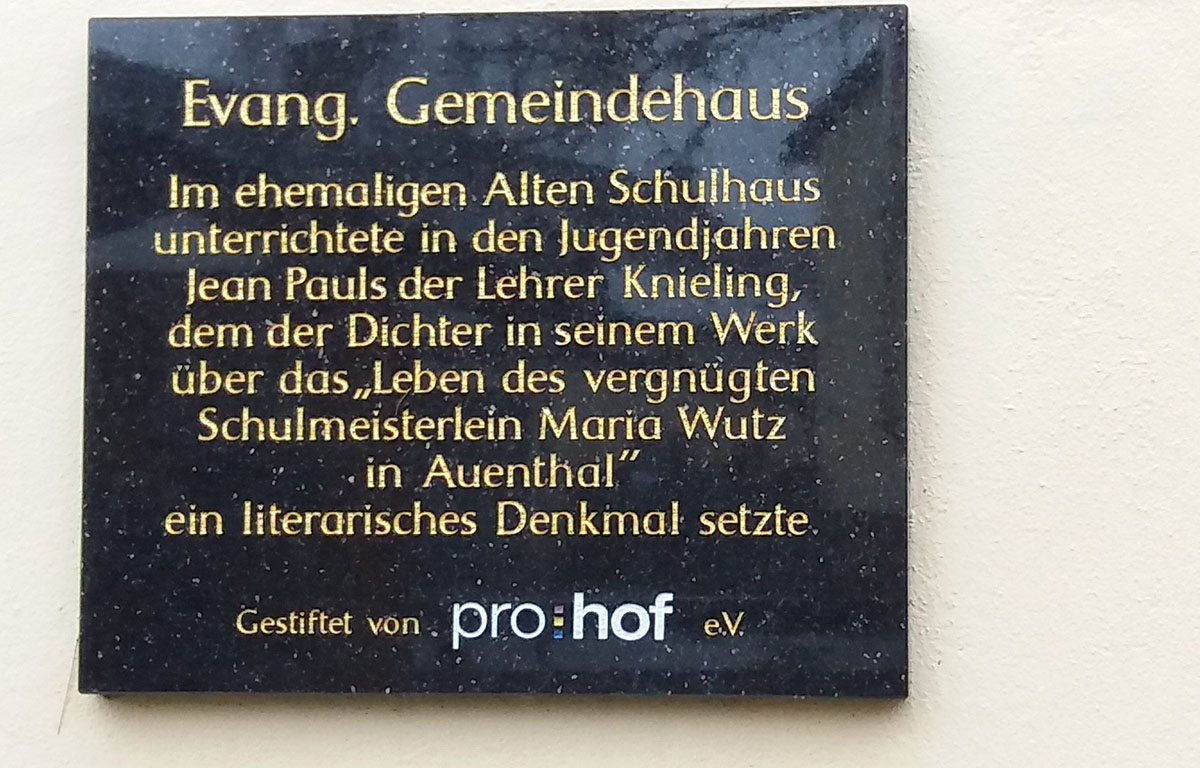 Evang. Gemeindehaus
Im ehemaligen Alten Schulhaus
unterrichtete in den Jugendjahren
Jean Pauls der Lehrer Knieling,
dem der Dichter in seinem Werk
über das „Leben des vergnügten
Schulmeisterlein Maria Wutz
in Auenthal”
ein literarisches Denkmal setzte.
Gestiftet von pro:hof e.V.